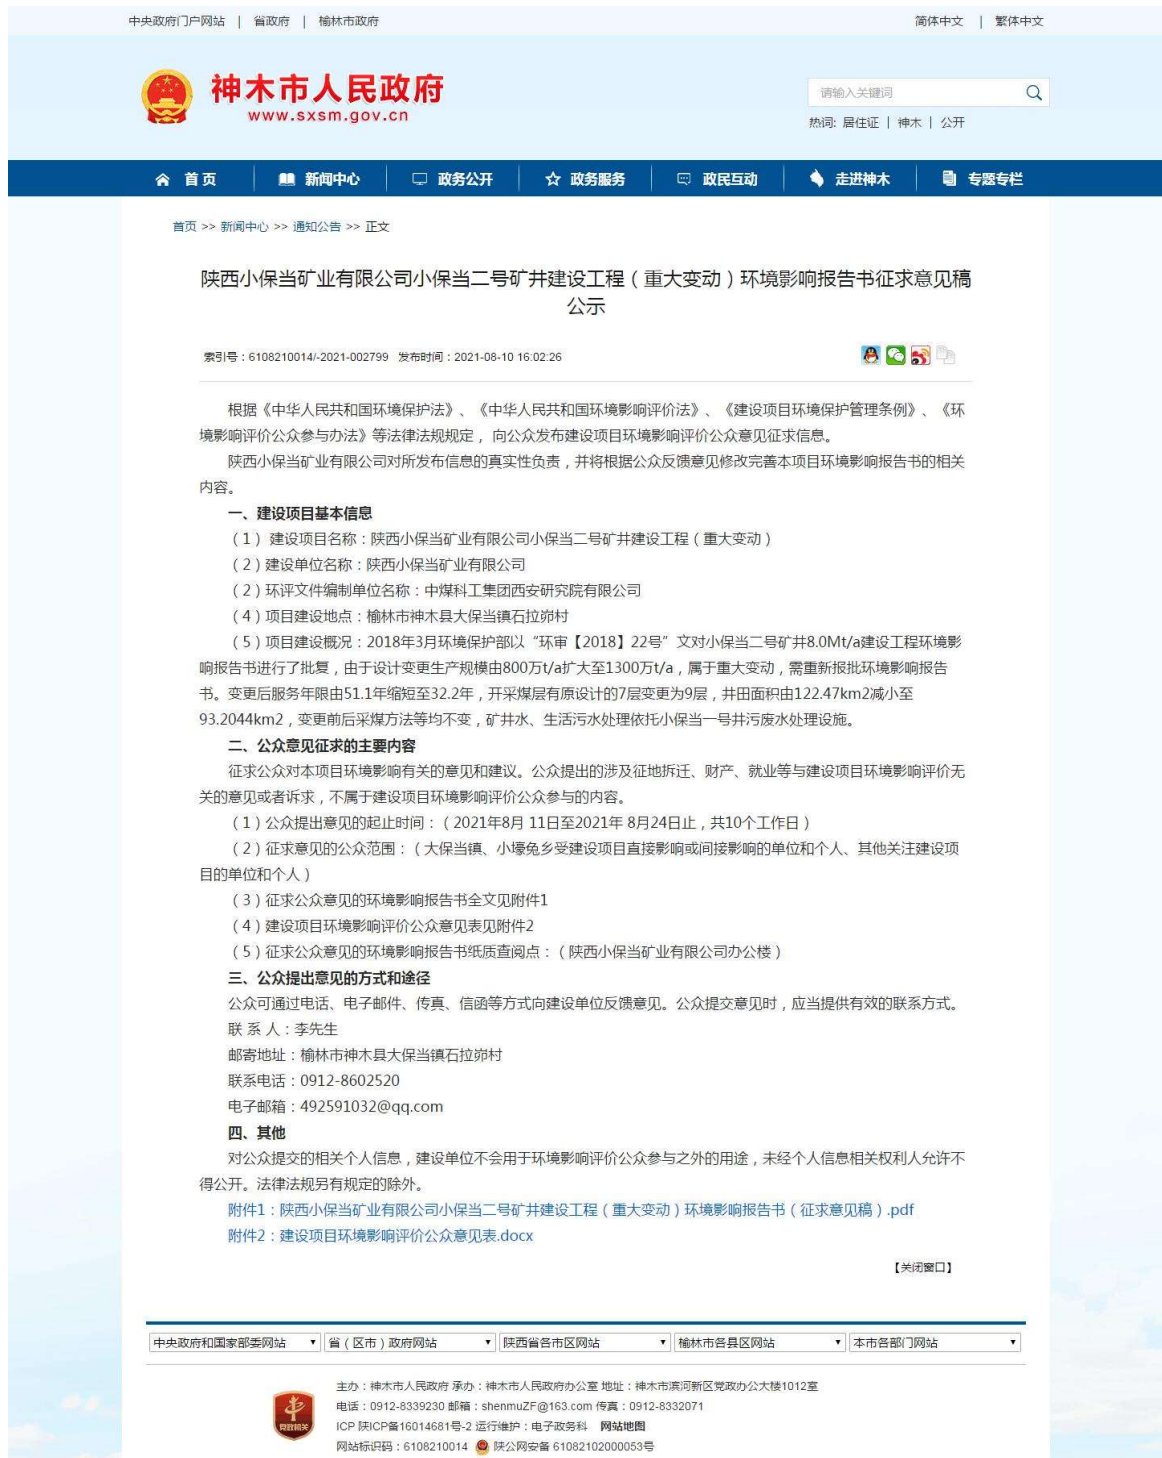 中央政府门户网站 | 省政府 | 榆林市政府
简体中文 | 繁体中文
神木市人民政府
www.sxsm.gov.cn
请输入关键词
热词: 居住证 | 神木 | 公开
首 页 新闻中心 政务公开 政务服务 政民互动 走进神木 专题专栏
首页 >> 新闻中心 >> 通知公告 >> 正文
陕西小保当矿业有限公司小保当二号矿井建设工程（重大变动）环境影响报告书征求意见稿
公示
索引号：6108210014/-2021-002799 发布时间：2021-08-10 16:02:26
根据《中华人民共和国环境保护法》、《中华人民共和国环境影响评价法》、《建设项目环境保护管理条例》、《环
境影响评价公众参与办法》等法律法规规定， 向公众发布建设项目环境影响评价公众意见征求信息。
陕西小保当矿业有限公司对所发布信息的真实性负责，并将根据公众反馈意见修改完善本项目环境影响报告书的相关
内容。
一、建设项目基本信息
（1） 建设项目名称：陕西小保当矿业有限公司小保当二号矿井建设工程（重大变动）
（2）建设单位名称：陕西小保当矿业有限公司
（2）环评文件编制单位名称：中煤科工集团西安研究院有限公司
（4）项目建设地点：榆林市神木县大保当镇石拉峁村
（5）项目建设概况：2018年3月环境保护部以“环审【2018】22号”文对小保当二号矿井8.0Mt/a建设工程环境影
响报告书进行了批复，由于设计变更生产规模由800万t/a扩大至1300万t/a，属于重大变动，需重新报批环境影响报告
书。变更后服务年限由51.1年缩短至32.2年，开采煤层有原设计的7层变更为9层，井田面积由122.47km2减小至
93.2044km2，变更前后采煤方法等均不变，矿井水、生活污水处理依托小保当一号井污废水处理设施。
二、公众意见征求的主要内容
征求公众对本项目环境影响有关的意见和建议。公众提出的涉及征地拆迁、财产、就业等与建设项目环境影响评价无
关的意见或者诉求，不属于建设项目环境影响评价公众参与的内容。
（1）公众提出意见的起止时间：（2021年8月 11日至2021年 8月24日止，共10个工作日）
（2）征求意见的公众范围：（大保当镇、小壕兔乡受建设项目直接影响或间接影响的单位和个人、其他关注建设项
目的单位和个人）
（3）征求公众意见的环境影响报告书全文见附件1
（4）建设项目环境影响评价公众意见表见附件2
（5）征求公众意见的环境影响报告书纸质查阅点：（陕西小保当矿业有限公司办公楼）
三、公众提出意见的方式和途径
公众可通过电话、电子邮件、传真、信函等方式向建设单位反馈意见。公众提交意见时，应当提供有效的联系方式。
联 系 人：李先生
邮寄地址：榆林市神木县大保当镇石拉峁村
联系电话：0912-8602520
电子邮箱：492591032@qq.com
四、其他
对公众提交的相关个人信息，建设单位不会用于环境影响评价公众参与之外的用途，未经个人信息相关权利人允许不
得公开。法律法规另有规定的除外。
附件1：陕西小保当矿业有限公司小保当二号矿井建设工程（重大变动）环境影响报告书（征求意见稿）.pdf
附件2：建设项目环境影响评价公众意见表.docx
【关闭窗口】
中央政府和国家部委网站 省（区市）政府网站 陕西省各市区网站 榆林市各县区网站 本市各部门网站
主办：神木市人民政府 承办：神木市人民政府办公室 地址：神木市滨河新区党政办公大楼1012室
电话：0912-8339230 邮箱：shenmuZF@163.com 传真：0912-8332071
ICP 陕ICP备16014681号-2 运行维护：电子政务科 网站地图
网站标识码：6108210014 陕公网安备 61082102000053号
党政机关